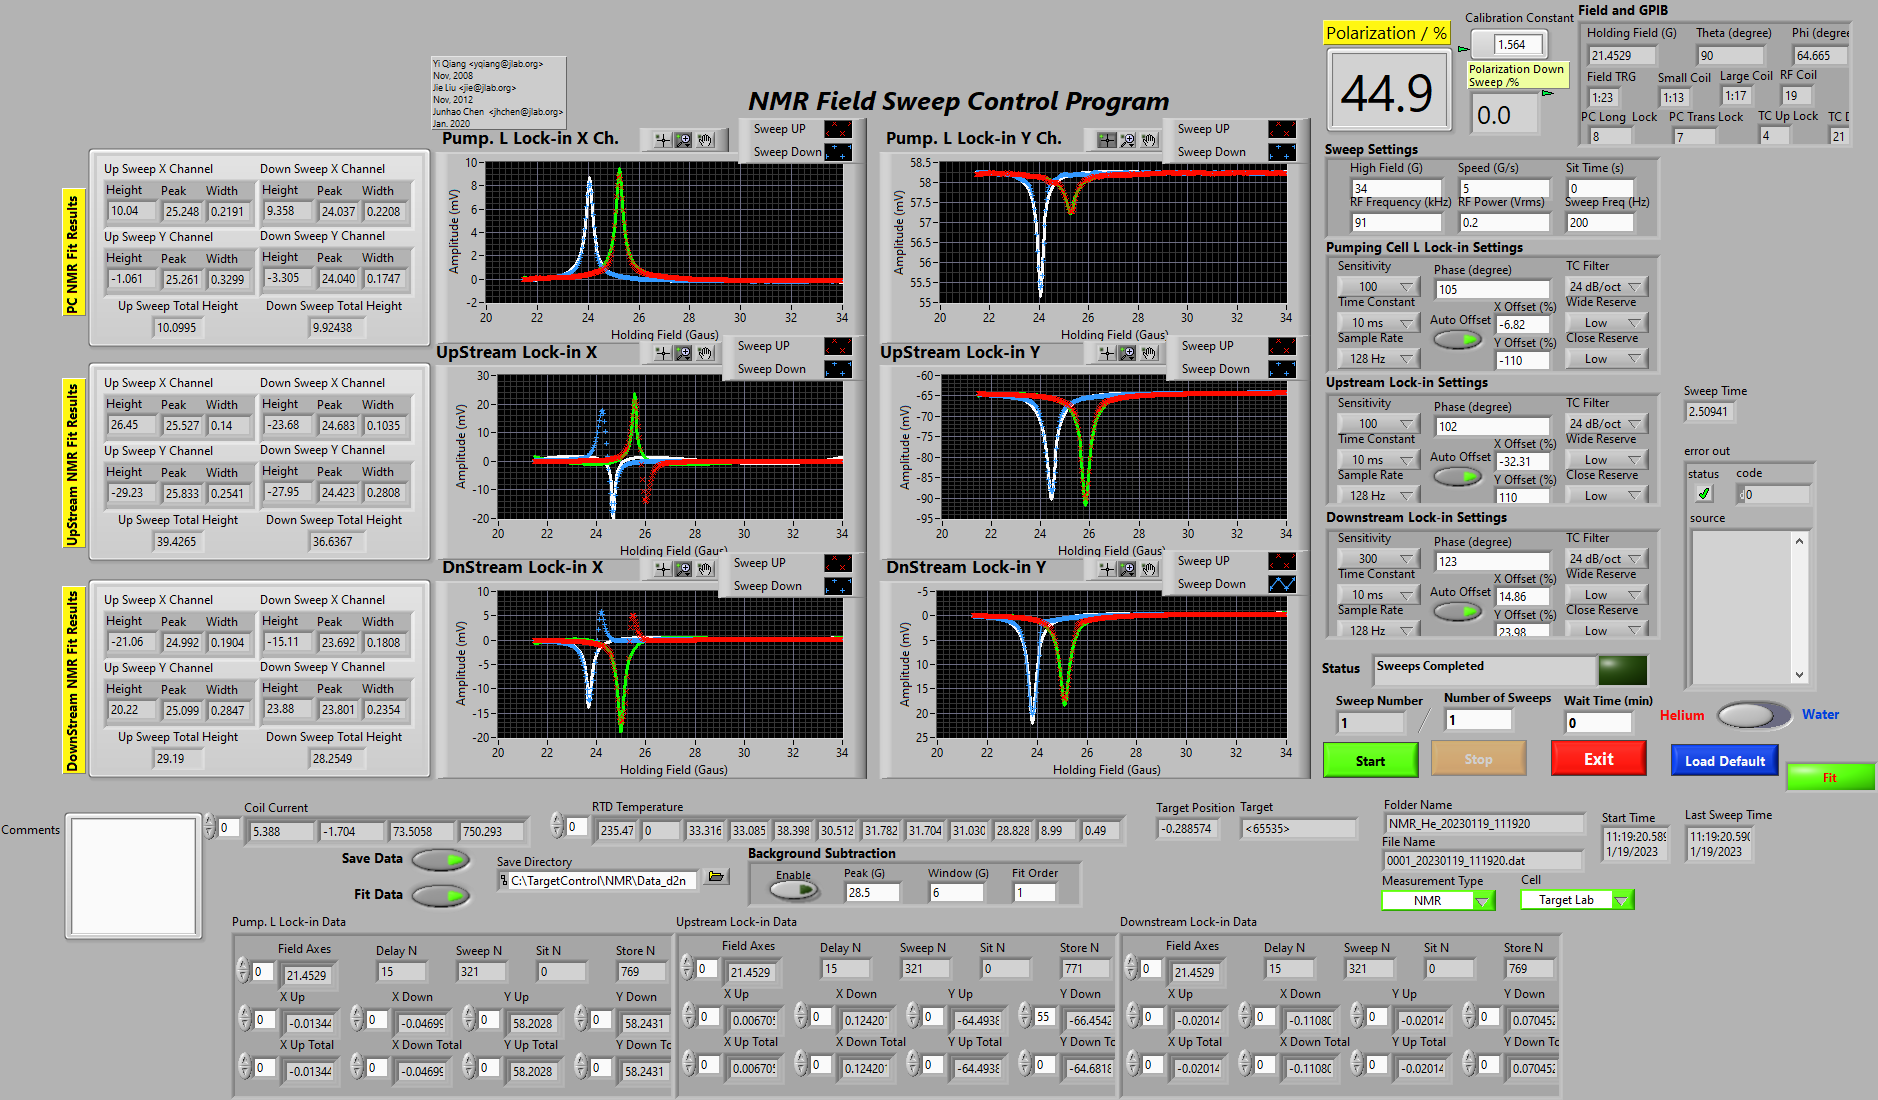 NMR Field Sweep Control Program
Yi Qiang <yqiang@jlab.org>
Nov, 2008
Jie Liu <jie@jlab.org>
Nov, 2012
Junhao Chen <jhchen@jlab.org>
Jan. 2020
Polarization / %
44.9
Calibration Constant
1.564
Polarization Down Sweep /%
0.0
Field and GPIB
Holding Field (G) Theta (degree) Phi (degree
21.4529 90 64.665
Field TRG Small Coil Large Coil RF Coil
1:23 1:13 1:17 19
PC Long Lock PC Trans Lock TC Up Lock TC D
8 7 4 21
PC NMR Fit Results
Up Sweep X Channel Down Sweep X Channel
Height Peak Width Height Peak Width
10.04 25.248 0.2191 9.358 24.037 0.2208
Up Sweep Y Channel Down Sweep Y Channel
Height Peak Width Height Peak Width
-1.061 25.261 0.3299 -3.305 24.040 0.1747
Up Sweep Total Height Down Sweep Total Height
10.0995 9.92438
UpStream NMR Fit Results
Up Sweep X Channel Down Sweep X Channel
Height Peak Width Height Peak Width
26.45 25.527 0.14 -23.68 24.683 0.1035
Up Sweep Y Channel Down Sweep Y Channel
Height Peak Width Height Peak Width
-29.23 25.833 0.2541 -27.95 24.423 0.2808
Up Sweep Total Height Down Sweep Total Height
39.4265 36.6367
DownStream NMR Fit Results
Up Sweep X Channel Down Sweep X Channel
Height Peak Width Height Peak Width
-21.06 24.992 0.1904 -15.11 23.692 0.1808
Up Sweep Y Channel Down Sweep Y Channel
Height Peak Width Height Peak Width
20.22 25.099 0.2847 23.88 23.801 0.2354
Up Sweep Total Height Down Sweep Total Height
29.19 28.2549
Pump. L Lock-in X Ch.
Sweep UP
Sweep Down
Amplitude (mV)
10
8
6
4
2
0
-2
20 22 24 26 28 30 32 34
Holding Field (Gaus)
Pump. L Lock-in Y Ch.
Sweep UP
Sweep Down
Amplitude (mV)
58.5
58
57.5
57
56.5
56
55.5
55
20 22 24 26 28 30 32 34
Holding Field (Gaus)
UpStream Lock-in X
Sweep UP
Sweep Down
Amplitude (mV)
30
20
10
0
-10
-20
20 22 24 26 28 30 32 34
Holding Field (Gaus)
UpStream Lock-in Y
Sweep UP
Sweep Down
Amplitude (mV)
-60
-65
-70
-75
-80
-85
-90
-95
20 22 24 26 28 30 32 34
Holding Field (Gaus)
DnStream Lock-in X
Sweep UP
Sweep Down
Amplitude (mV)
10
5
0
-5
-10
-15
-20
20 22 24 26 28 30 32 34
Holding Field (Gaus)
DnStream Lock-in Y
Sweep UP
Sweep Down
Amplitude (mV)
-5
0
5
10
15
20
25
20 22 24 26 28 30 32 34
Holding Field (Gaus)
Sweep Settings
High Field (G) Speed (G/s) Sit Time (s)
34 5 0
RF Frequency (kHz) RF Power (Vrms) Sweep Freq (Hz)
91 0.2 200
Pumping Cell L Lock-in Settings
Sensitivity Phase (degree) TC Filter
100 105 24 dB/oct
Time Constant X Offset (%) Wide Reserve
10 ms Auto Offset -6.82 Low
Sample Rate Y Offset (%) Close Reserve
128 Hz -110 Low
Upstream Lock-in Settings
Sensitivity Phase (degree) TC Filter
100 102 24 dB/oct
Time Constant X Offset (%) Wide Reserve
10 ms Auto Offset -32.31 Low
Sample Rate Y Offset (%) Close Reserve
128 Hz 110 Low
Downstream Lock-in Settings
Sensitivity Phase (degree) TC Filter
300 123 24 dB/oct
Time Constant X Offset (%) Wide Reserve
10 ms Auto Offset 14.86 Low
Sample Rate Y Offset (%) Close Reserve
128 Hz 23.98 Low
Sweep Time
2.50941
error out
status code
0
source
Status Sweeps Completed
Sweep Number Number of Sweeps Wait Time (min)
1 / 1 0
Helium Water
Start Stop Exit Load Default Fit
Comments
Coil Current
0 5.388 -1.704 73.5058 750.293
RTD Temperature
0 235.47 0 33.316 33.085 38.398 30.512 31.782 31.704 31.030 28.828 8.99 0.49
Target Position Target
-0.288574 <65535>
Folder Name
NMR_He_20230119_111920
File Name
0001_20230119_111920.dat
Start Time Last Sweep Time
11:19:20.589 11:19:20.590
1/19/2023 1/19/2023
Measurement Type Cell
NMR Target Lab
Save Data
Fit Data
Save Directory
C:\TargetControl\NMR\Data_d2n
Background Subtraction
Enable Peak (G) Window (G) Fit Order
28.5 6 1
Pump. L Lock-in Data
Field Axes Delay N Sweep N Sit N Store N
0 21.4529 15 321 0 769
X Up X Down Y Up Y Down
0 -0.01344 0 -0.04699 0 58.2028 0 58.2431
X Up Total X Down Total Y Up Total Y Down To
0 -0.01344 0 -0.04699 0 58.2028 0 58.2431
Upstream Lock-in Data
Field Axes Delay N Sweep N Sit N Store N
0 21.4529 15 321 0 771
X Up X Down Y Up Y Down
0 0.00670 0 0.12420 0 -64.4938 55 -66.4542
X Up Total X Down Total Y Up Total Y Down To
0 0.00670 0 0.12420 0 -64.4938 0 -64.6818
Downstream Lock-in Data
Field Axes Delay N Sweep N Sit N Store N
0 21.4529 15 321 0 769
X Up X Down Y Up Y Down
0 -0.02014 0 -0.11080 0 -0.02014 0 0.070452
X Up Total X Down Total Y Up Total Y Down To
0 -0.02014 0 -0.11080 0 -0.02014 0 0.070452